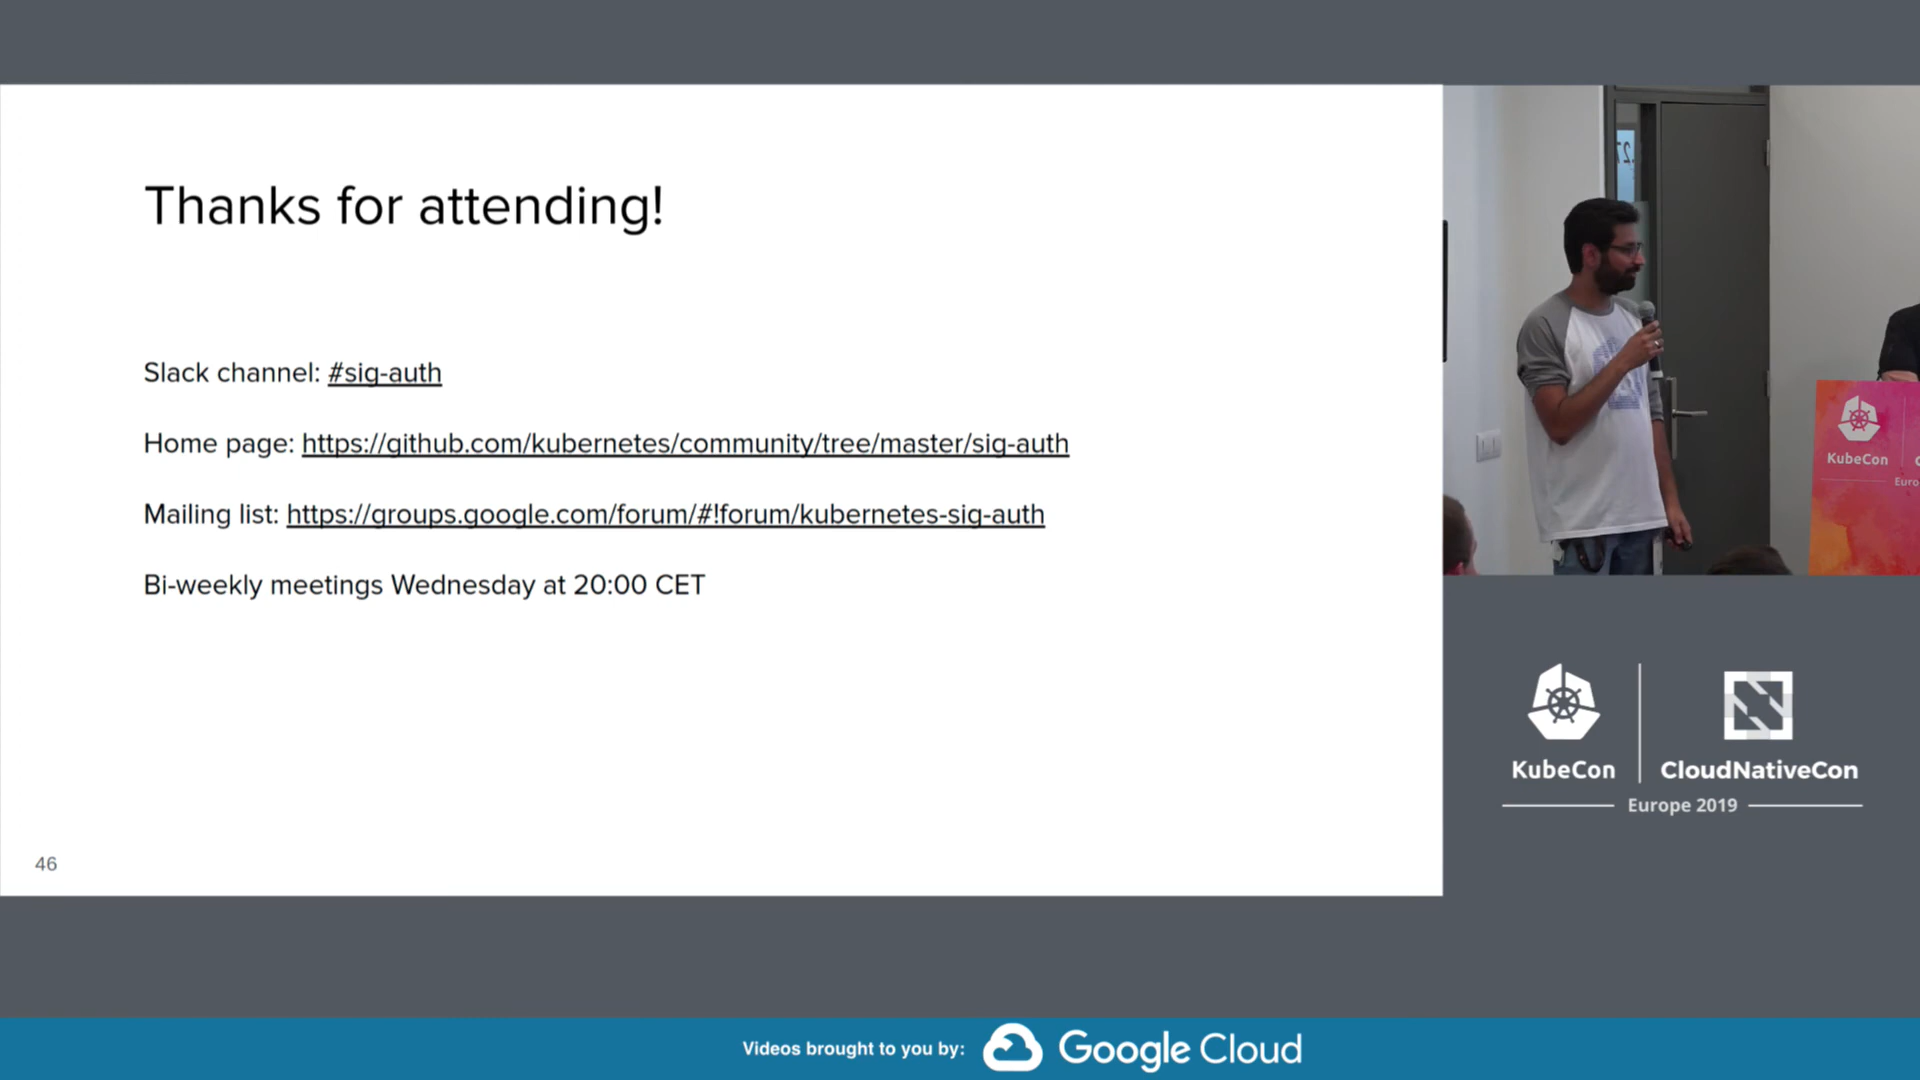 Thanks for attending!
Slack channel: #sig-auth
Home page: https://github.com/kubernetes/community/tree/master/sig-auth
Mailing list: https://groups.google.com/forum/#!forum/kubernetes-sig-auth
Bi-weekly meetings Wednesday at 20:00 CET
46
KubeCon
KubeCon
CloudNativeCon
Europe 2019
Videos brought to you by:
Google Cloud